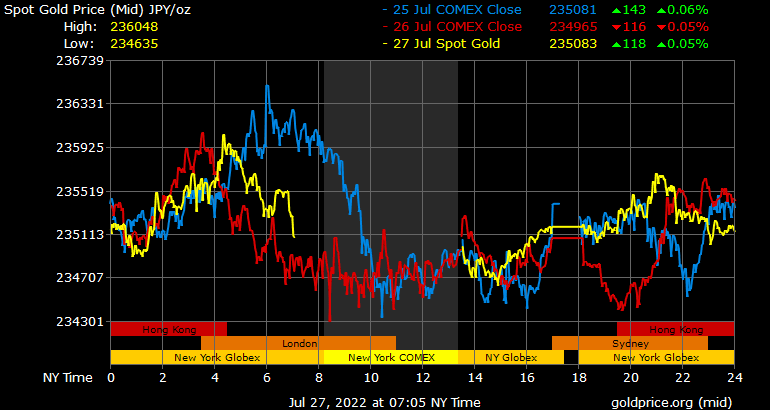 Spot Gold Price (Mid) JPY/oz - 25 Jul COMEX Close 235081 ▲143 ▲0.06%
High: 236048 - 26 Jul COMEX Close 234965 ▼116 ▼0.05%
Low: 234635 - 27 Jul Spot Gold 235083 ▲118 ▲0.05%
236739
236331
235925
235519
235113
234707
234301
Hong Kong Hong Kong
London Sydney
New York Globex New York COMEX NY Globex New York Globex
NY Time 0 2 4 6 8 10 12 14 16 18 20 22 24
Jul 27, 2022 at 07:05 NY Time goldprice.org (mid)